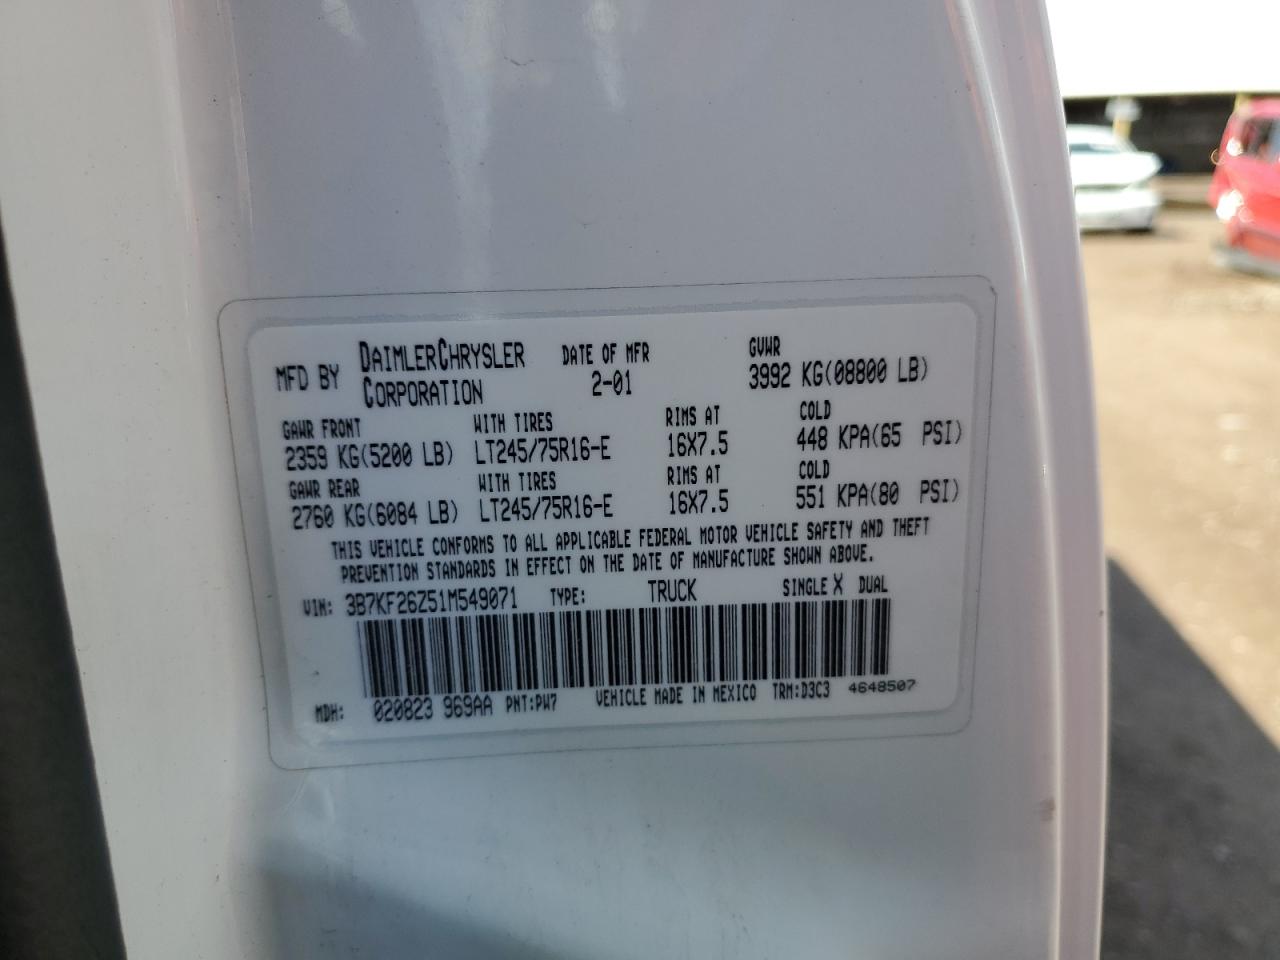 MFD BY DAIMLERCHRYSLER CORPORATION DATE OF MFR 2-01 GVWR 3992 KG(08800 LB)
GAWR FRONT WITH TIRES RIMS AT COLD
2359 KG(5200 LB) LT245/75R16-E 16X7.5 448 KPA(65 PSI)
GAWR REAR WITH TIRES RIMS AT COLD
2760 KG(6084 LB) LT245/75R16-E 16X7.5 551 KPA(80 PSI)
THIS VEHICLE CONFORMS TO ALL APPLICABLE FEDERAL MOTOR VEHICLE SAFETY AND THEFT
PREVENTION STANDARDS IN EFFECT ON THE DATE OF MANUFACTURE SHOWN ABOVE.
VIN: 3B7KF26Z51M549071 TYPE: TRUCK SINGLE X DUAL
MDH: 020823 969AA PNT:PW7 VEHICLE MADE IN MEXICO TRM:D3C3 4648507